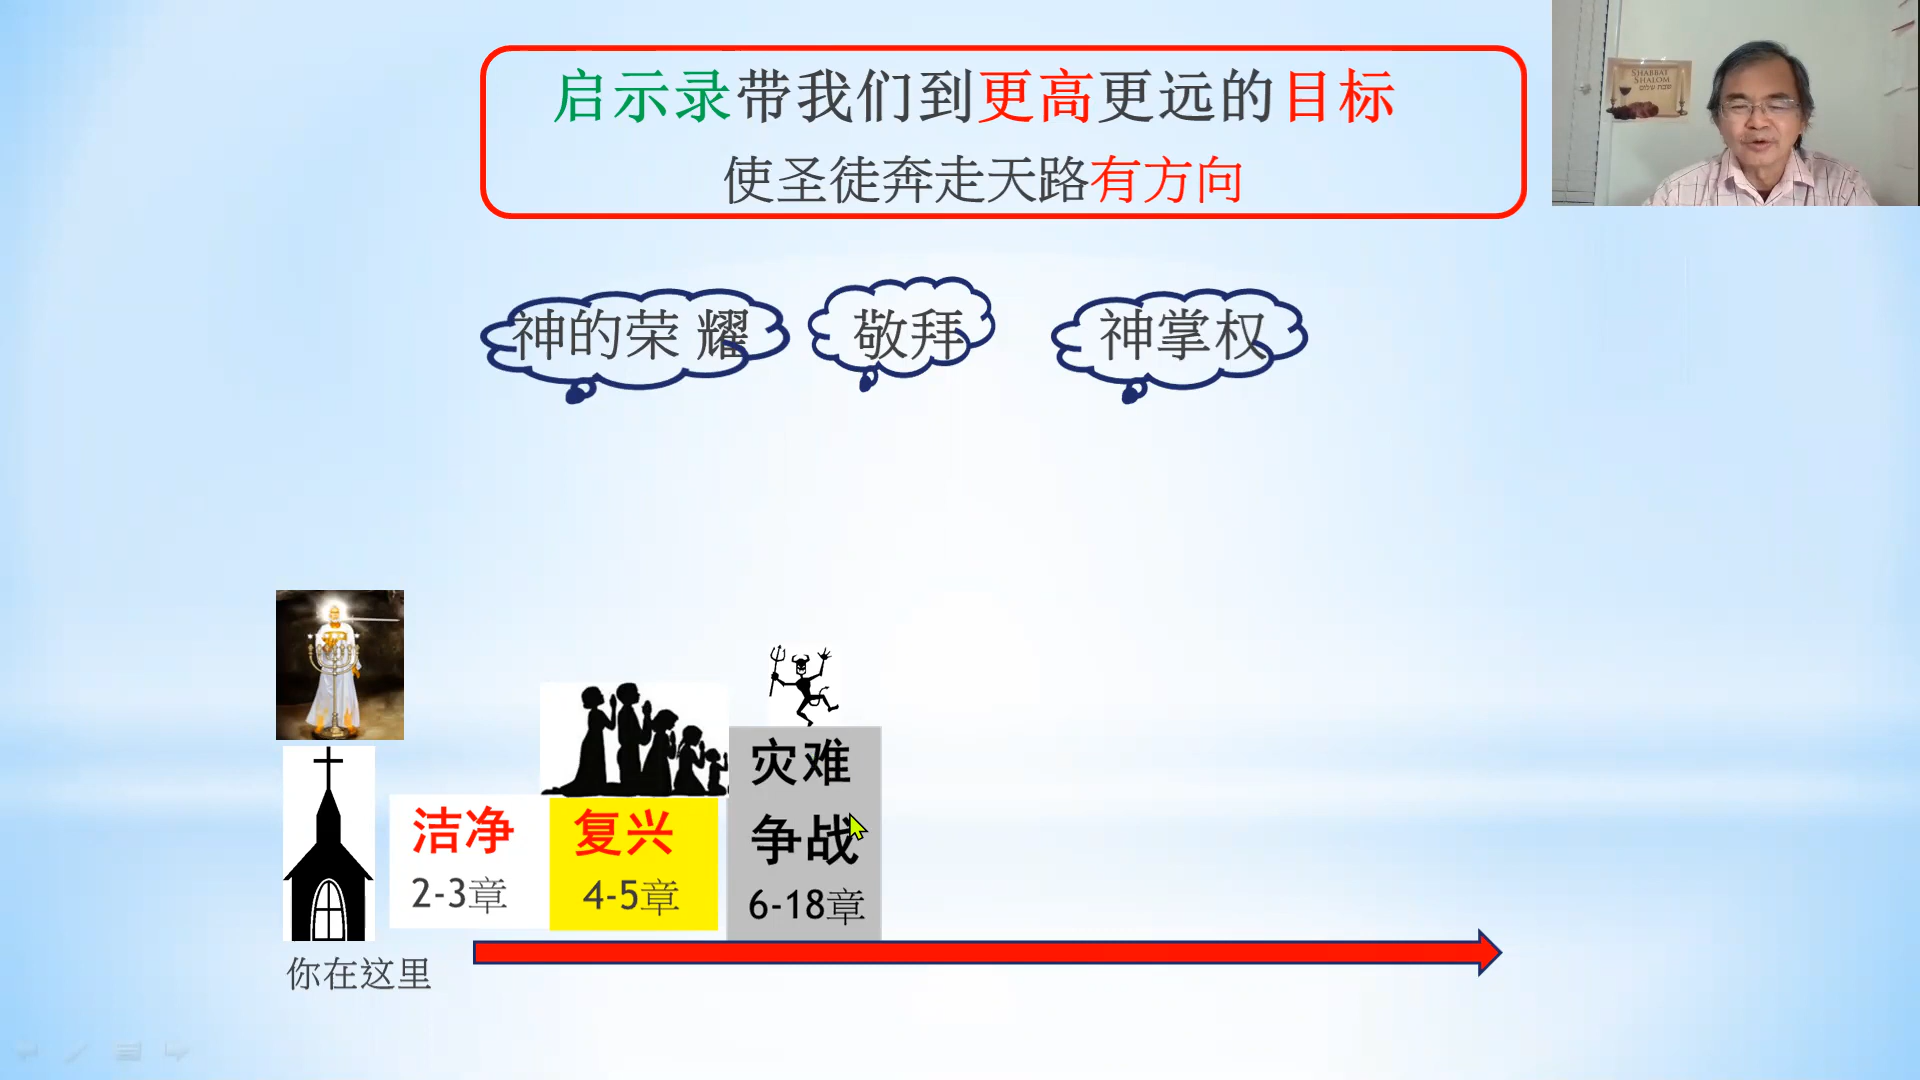 启示录带我们到更高更远的目标
使圣徒奔走天路有方向
SHABBAT
SHALOM
神的荣 耀
敬拜
神掌权
灾难
争战
6-18章
洁净
2-3章
复兴
4-5章
你在这里